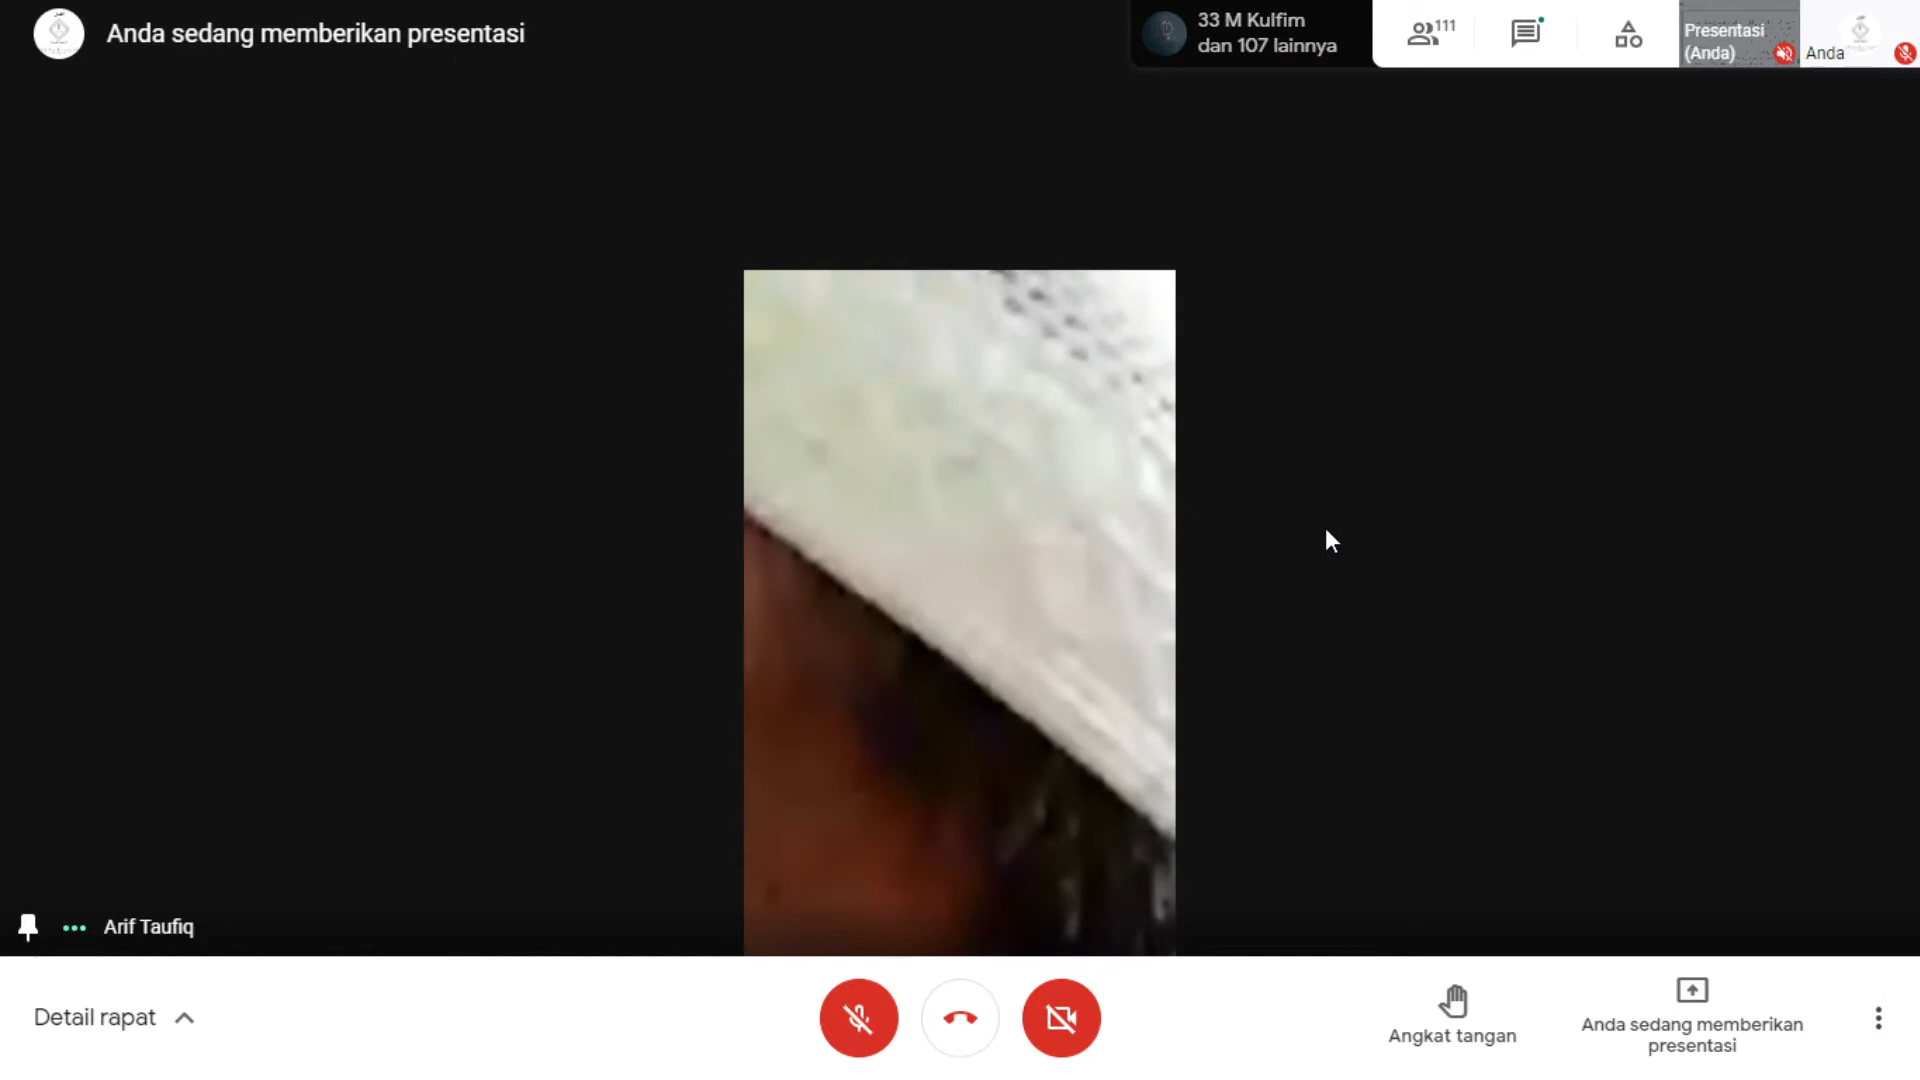 Anda sedang memberikan presentasi
33 M Kulfim
dan 107 lainnya
111
Presentasi
(Anda)
Anda
Arif Taufiq
Detail rapat
Angkat tangan
Anda sedang memberikan
presentasi